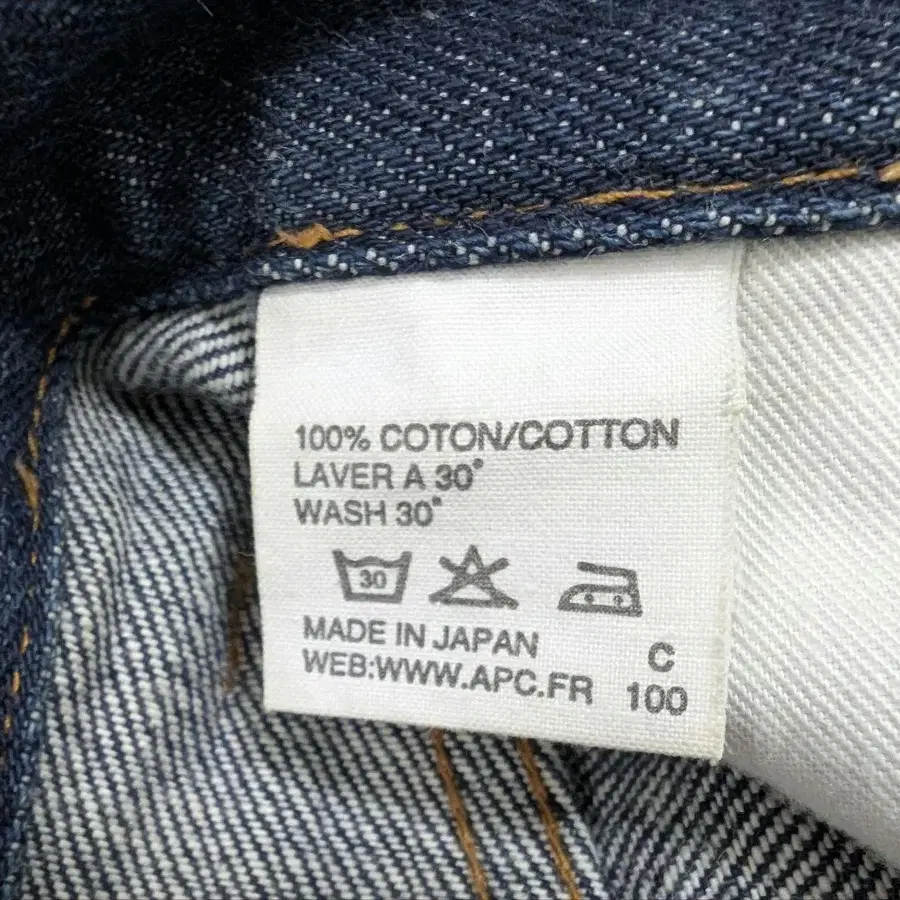 100% COTON/COTTON
LAVER A 30°
WASH 30°
30
MADE IN JAPAN
WEB:WWW.APC.FR
C
100